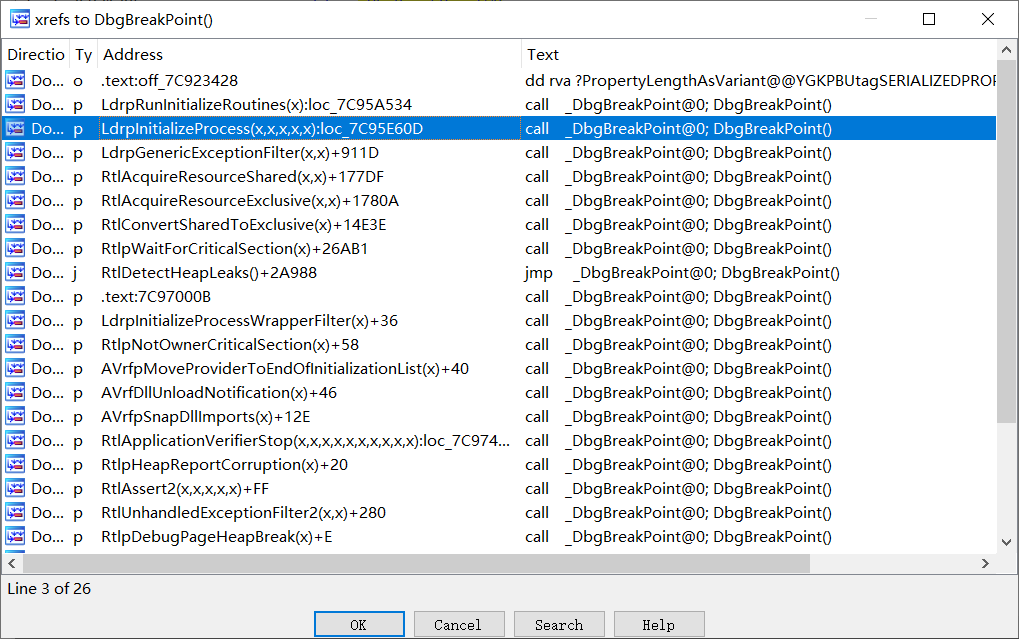 xrefs to DbgBreakPoint()
Directio Ty Address Text
Do... o .text:off_7C923428 dd rva ?PropertyLengthAsVariant@@YGKPBUtagSERIALIZEDPROP
Do... p LdrpRunInitializeRoutines(x):loc_7C95A534 call _DbgBreakPoint@0; DbgBreakPoint()
Do... p LdrpInitializeProcess(x,x,x,x,x):loc_7C95E60D call _DbgBreakPoint@0; DbgBreakPoint()
Do... p LdrpGenericExceptionFilter(x,x)+911D call _DbgBreakPoint@0; DbgBreakPoint()
Do... p RtlAcquireResourceShared(x,x)+177DF call _DbgBreakPoint@0; DbgBreakPoint()
Do... p RtlAcquireResourceExclusive(x,x)+1780A call _DbgBreakPoint@0; DbgBreakPoint()
Do... p RtlConvertSharedToExclusive(x)+14E3E call _DbgBreakPoint@0; DbgBreakPoint()
Do... p RtlpWaitForCriticalSection(x)+26AB1 call _DbgBreakPoint@0; DbgBreakPoint()
Do... j RtlDetectHeapLeaks()+2A988 jmp _DbgBreakPoint@0; DbgBreakPoint()
Do... p .text:7C97000B call _DbgBreakPoint@0; DbgBreakPoint()
Do... p LdrpInitializeProcessWrapperFilter(x)+36 call _DbgBreakPoint@0; DbgBreakPoint()
Do... p RtlpNotOwnerCriticalSection(x)+58 call _DbgBreakPoint@0; DbgBreakPoint()
Do... p AVrfpMoveProviderToEndOfInitializationList(x)+40 call _DbgBreakPoint@0; DbgBreakPoint()
Do... p AVrfDllUnloadNotification(x)+46 call _DbgBreakPoint@0; DbgBreakPoint()
Do... p AVrfpSnapDllImports(x)+12E call _DbgBreakPoint@0; DbgBreakPoint()
Do... p RtlApplicationVerifierStop(x,x,x,x,x,x,x,x,x,x):loc_7C974... call _DbgBreakPoint@0; DbgBreakPoint()
Do... p RtlpHeapReportCorruption(x)+20 call _DbgBreakPoint@0; DbgBreakPoint()
Do... p RtlAssert2(x,x,x,x,x)+FF call _DbgBreakPoint@0; DbgBreakPoint()
Do... p RtlUnhandledExceptionFilter2(x,x)+280 call _DbgBreakPoint@0; DbgBreakPoint()
Do... p RtlpDebugPageHeapBreak(x)+E call _DbgBreakPoint@0; DbgBreakPoint()
Line 3 of 26
OK Cancel Search Help